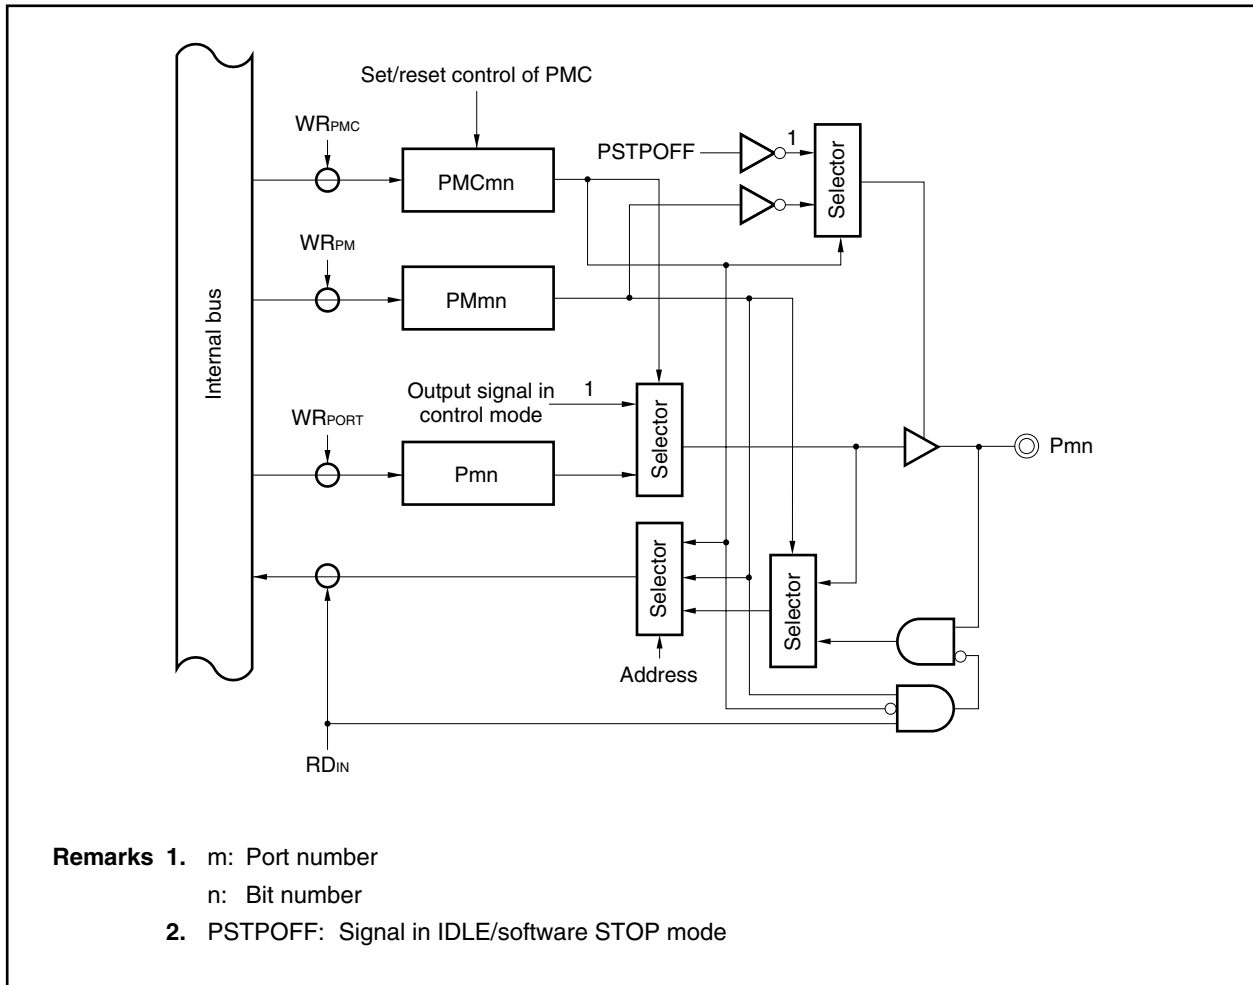 Set/reset control of PMC
WRPMC
PMCmn
PSTPOFF
1
Selector
WRPM
PMmn
Internal bus
Output signal in
control mode
1
Selector
WRPORT
Pmn
Pmn
Selector
Selector
Address
RDIN
Remarks 1. m: Port number
n: Bit number
2. PSTPOFF: Signal in IDLE/software STOP mode